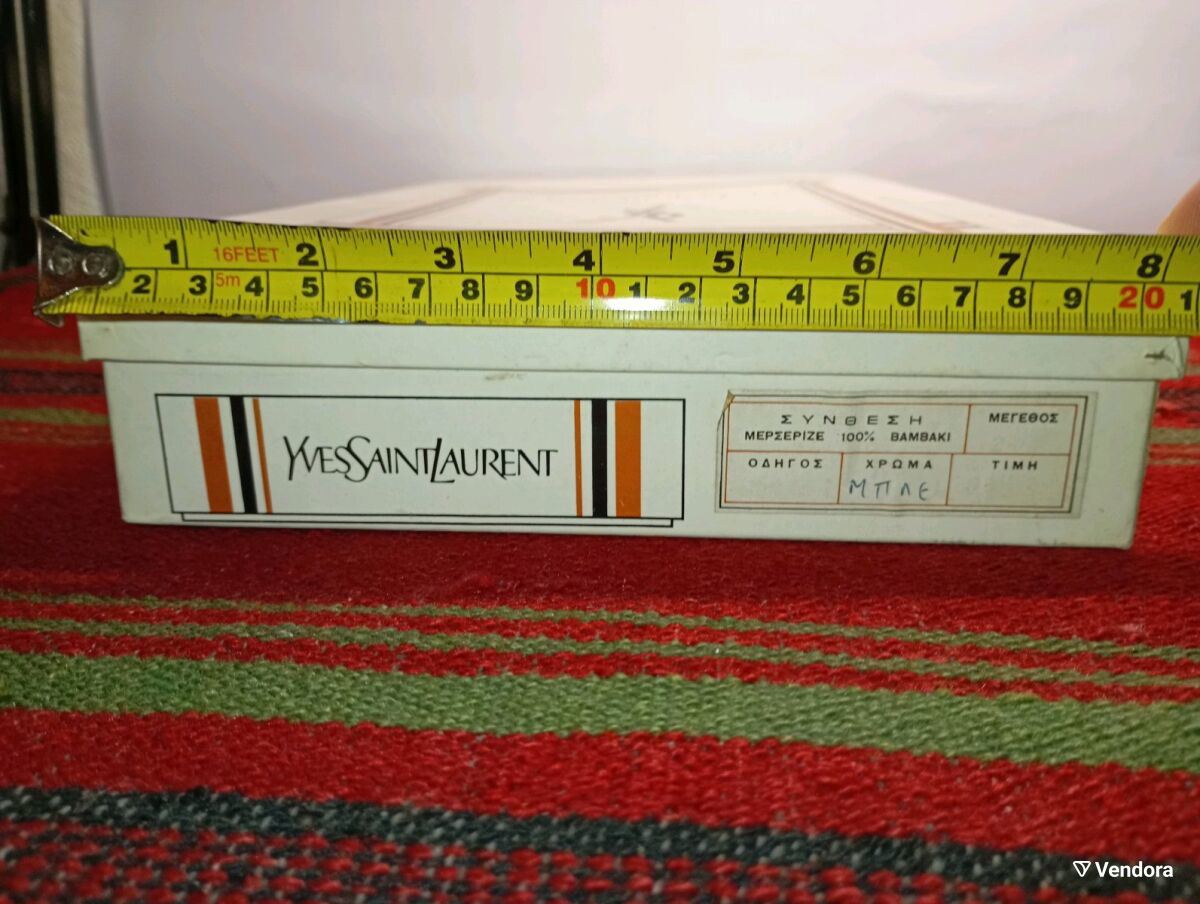 1 16FEET 2 3 4 5 6 7 8
2 3 5m 4 5 6 7 8 9 10 1 2 3 4 5 6 7 8 9 20 1
YVESSAINTLAURENT
ΣΥΝΘΕΣΗ
ΜΕΡΣΕΡΙΖΕ 100% ΒΑΜΒΑΚΙ
ΜΕΓΕΘΟΣ
ΟΔΗΓΟΣ
ΧΡΩΜΑ
ΜΠΛΕ
ΤΙΜΗ
Vendora